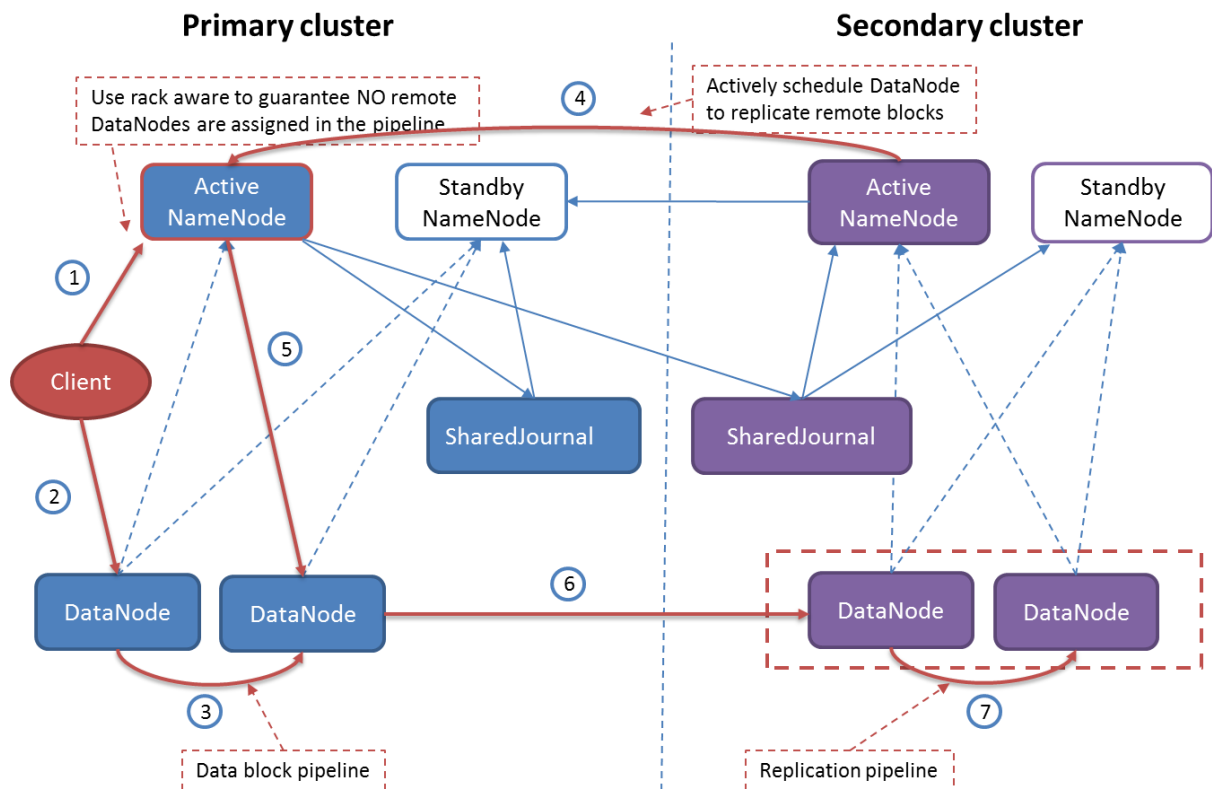 Primary cluster
Secondary cluster
Use rack aware to guarantee NO remote
DataNodes are assigned in the pipeline
4
Actively schedule DataNode
to replicate remote blocks
Active
NameNode
Standby
NameNode
Active
NameNode
Standby
NameNode
1
Client
5
SharedJournal
SharedJournal
2
DataNode
DataNode
6
DataNode
DataNode
3
7
Data block pipeline
Replication pipeline